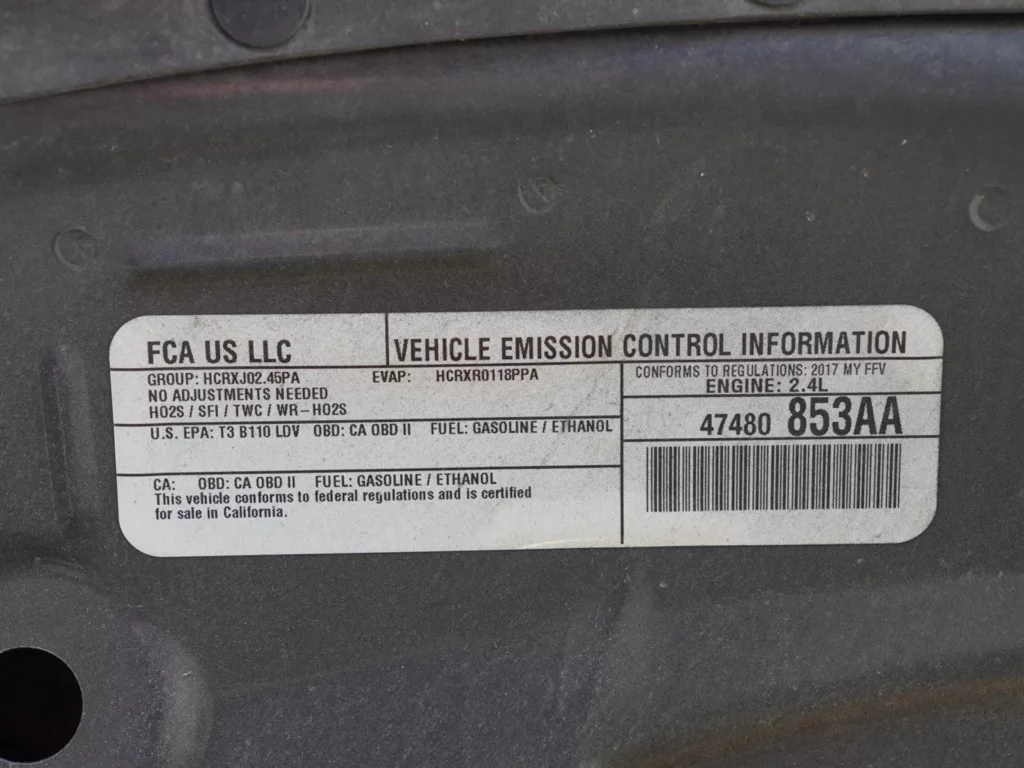 FCA US LLC
VEHICLE EMISSION CONTROL INFORMATION
GROUP: HCRXJ02.45PA EVAP: HCRXR0118PPA
NO ADJUSTMENTS NEEDED
HO2S / SFI / TWC / WR-HO2S
CONFORMS TO REGULATIONS: 2017 MY FFV
ENGINE: 2.4L
47480 853AA
U.S. EPA: T3 B110 LDV OBD: CA OBD II FUEL: GASOLINE / ETHANOL
CA: OBD: CA OBD II FUEL: GASOLINE / ETHANOL
This vehicle conforms to federal regulations and is certified
for sale in California.